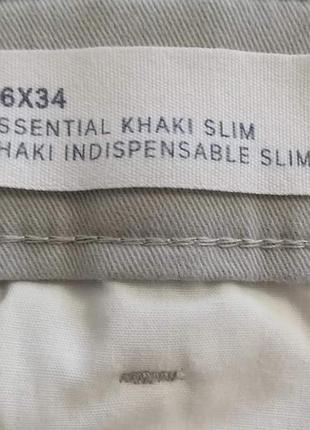 6X34
SSENTIAL KHAKI SLIM
HAKI INDISPENSABLE SLIM